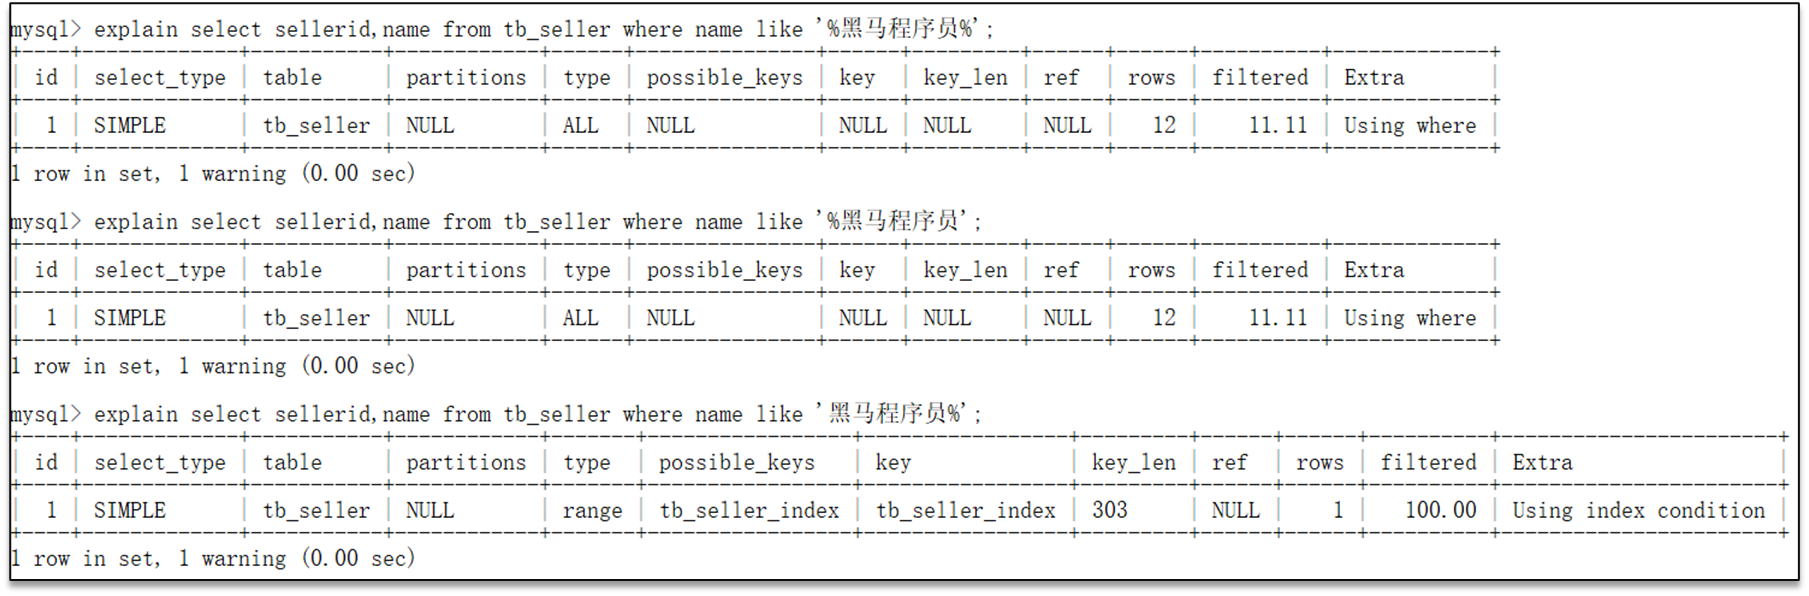 mysql> explain select sellerid,name from tb_seller where name like '%黑马程序员%';
+----+-------------+-----------+------------+------+---------------+------+---------+------+------+----------+-------------+
| id | select_type | table     | partitions | type | possible_keys | key  | key_len | ref  | rows | filtered | Extra       |
+----+-------------+-----------+------------+------+---------------+------+---------+------+------+----------+-------------+
|  1 | SIMPLE      | tb_seller | NULL       | ALL  | NULL          | NULL | NULL    | NULL |   12 |    11.11 | Using where |
+----+-------------+-----------+------------+------+---------------+------+---------+------+------+----------+-------------+
1 row in set, 1 warning (0.00 sec)
mysql> explain select sellerid,name from tb_seller where name like '%黑马程序员';
+----+-------------+-----------+------------+------+---------------+------+---------+------+------+----------+-------------+
| id | select_type | table     | partitions | type | possible_keys | key  | key_len | ref  | rows | filtered | Extra       |
+----+-------------+-----------+------------+------+---------------+------+---------+------+------+----------+-------------+
|  1 | SIMPLE      | tb_seller | NULL       | ALL  | NULL          | NULL | NULL    | NULL |   12 |    11.11 | Using where |
+----+-------------+-----------+------------+------+---------------+------+---------+------+------+----------+-------------+
1 row in set, 1 warning (0.00 sec)
mysql> explain select sellerid,name from tb_seller where name like '黑马程序员%';
+----+-------------+-----------+------------+-------+-----------------+-----------------+---------+------+------+----------+-----------------------+
| id | select_type | table     | partitions | type  | possible_keys   | key             | key_len | ref  | rows | filtered | Extra                 |
+----+-------------+-----------+------------+-------+-----------------+-----------------+---------+------+------+----------+-----------------------+
|  1 | SIMPLE      | tb_seller | NULL       | range | tb_seller_index | tb_seller_index | 303     | NULL |    1 |   100.00 | Using index condition |
+----+-------------+-----------+------------+-------+-----------------+-----------------+---------+------+------+----------+-----------------------+
1 row in set, 1 warning (0.00 sec)